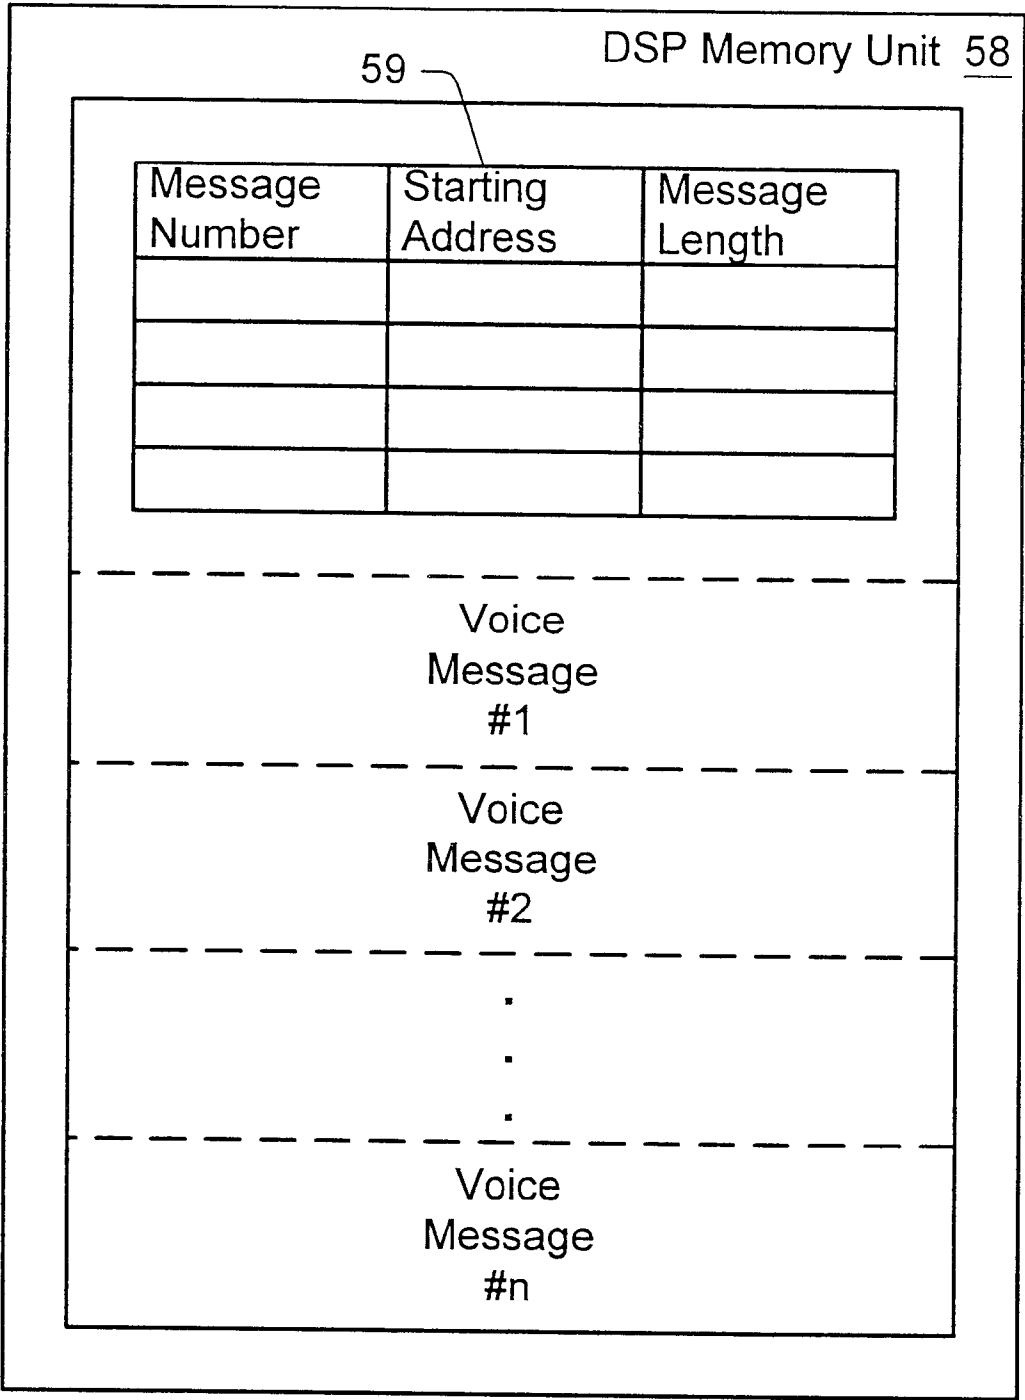 DSP Memory Unit 58
59
Message Number
Starting Address
Message Length
Voice
Message
#1
Voice
Message
#2
.
.
.
Voice
Message
#n